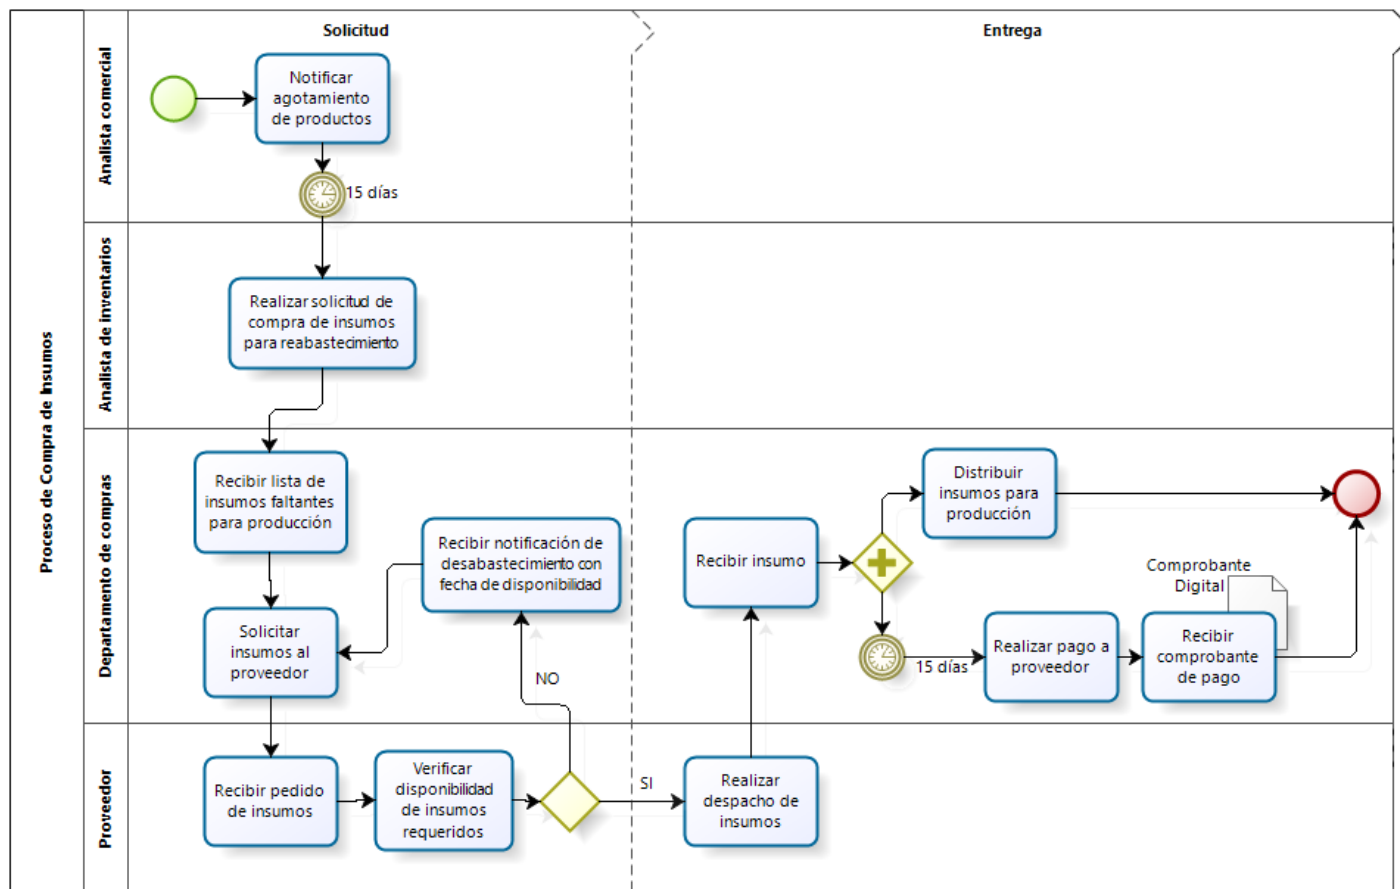 Proceso de Compra de Insumos
Solicitud
Entrega
Analista comercial
Notificar
agotamiento
de productos
15 días
Analista de inventarios
Realizar solicitud de
compra de insumos
para reabastecimiento
Departamento de compras
Recibir lista de
insumos faltantes
para producción
Recibir notificación de
desabastecimiento con
fecha de disponibilidad
Solicitar
insumos al
proveedor
NO
Recibir insumo
Distribuir
insumos para
producción
Comprobante
Digital
15 días
Realizar pago a
proveedor
Recibir
comprobante
de pago
Proveedor
Recibir pedido
de insumos
Verificar
disponibilidad
de insumos
requeridos
SI
Realizar
despacho de
insumos